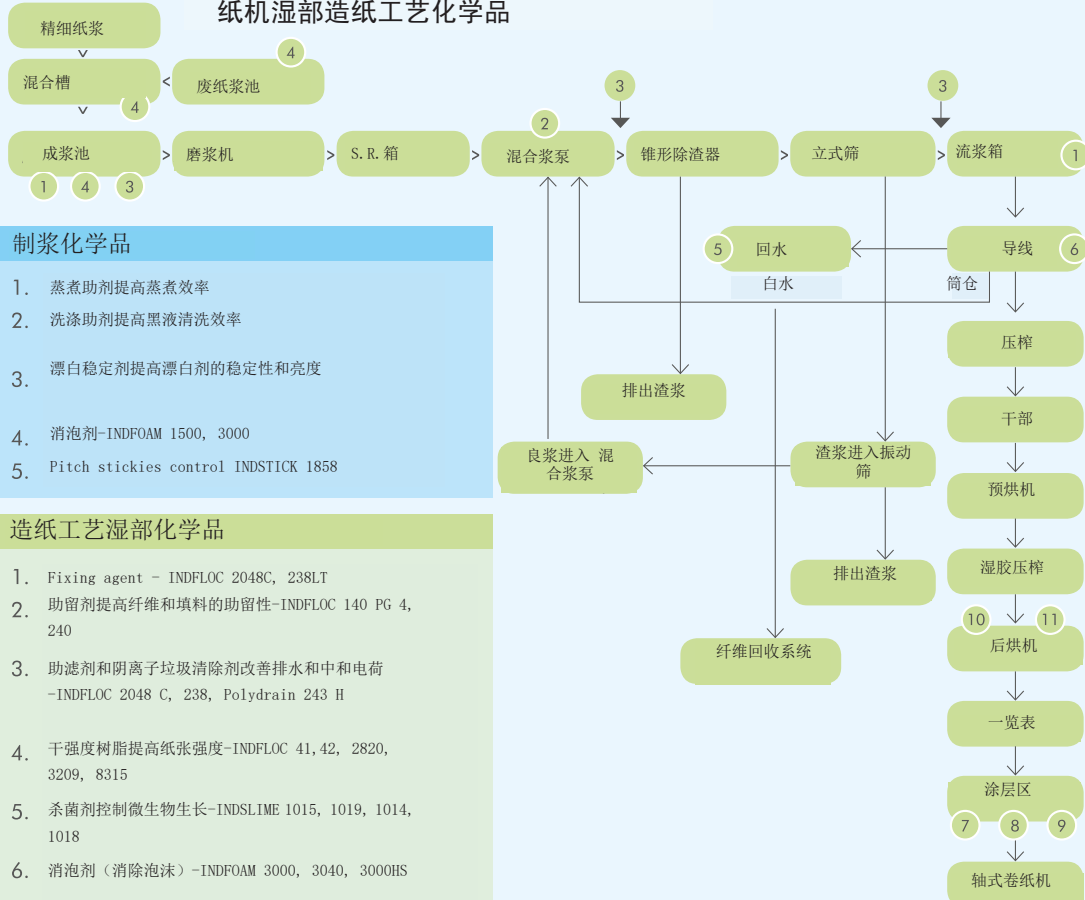 纸机湿部造纸工艺化学品
精细纸浆
4
混合槽
废纸浆池
3
3
4
2
成浆池
磨浆机
S.R.箱
混合浆泵
锥形除渣器
立式筛
流浆箱
1
1
4
3
制浆化学品
5
回水
导线
6
白水
筒仓
1. 蒸煮助剂提高蒸煮效率
2. 洗涤助剂提高黑液清洗效率
3. 漂白稳定剂提高漂白剂的稳定性和亮度
4. 消泡剂-INDFOAM 1500, 3000
5. Pitch stickies control INDSTICK 1858
压榨
排出渣浆
干部
良浆进入 混
合浆泵
渣浆进入振动
筛
预烘机
造纸工艺湿部化学品
1. Fixing agent - INDFLOC 2048C, 238LT
2. 助留剂提高纤维和填料的助留性-INDFLOC 140 PG 4,
240
3. 助滤剂和阴离子垃圾清除剂改善排水和中和电荷
-INDFLOC 2048 C, 238, Polydrain 243 H
4. 干强度树脂提高纸张强度-INDFLOC 41,42, 2820,
3209, 8315
5. 杀菌剂控制微生物生长-INDSLIME 1015, 1019, 1014,
1018
6. 消泡剂（消除泡沫）-INDFOAM 3000, 3040, 3000HS
排出渣浆
湿胶压榨
10
11
纤维回收系统
后烘机
一览表
涂层区
7
8
9
轴式卷纸机